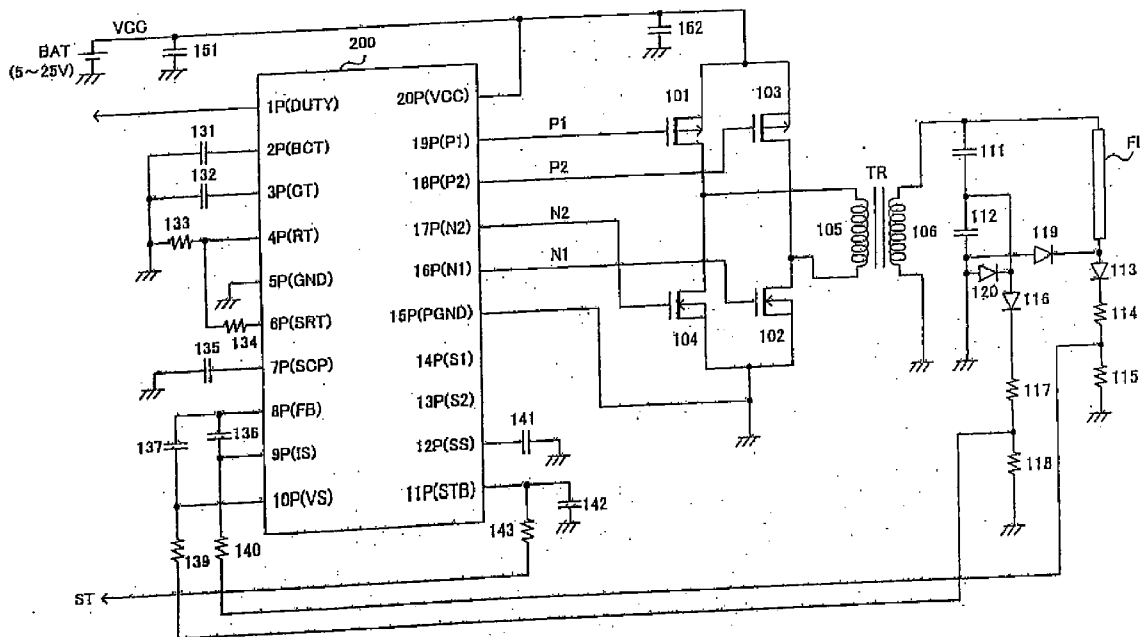 VCC
BAT
(5~25V)
151
152
200
1P(DUTY)
2P(BCT)
3P(CT)
4P(RT)
5P(GND)
6P(SRT)
7P(SCP)
8P(FB)
9P(IS)
10P(VS)
20P(VCC)
19P(P1)
18P(P2)
17P(N2)
16P(N1)
15P(PGND)
14P(S1)
13P(S2)
12P(SS)
11P(STB)
131
132
133
134
135
136
137
139
140
141
142
143
ST
P1
P2
N2
N1
101
103
104
102
TR
105
106
111
112
119
120
116
117
118
FL
113
114
115